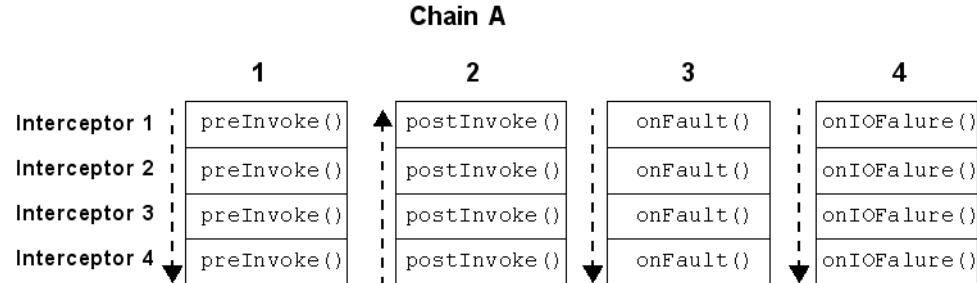 Chain A
1 2 3 4
Interceptor 1 preInvoke() postInvoke() onFault() onIOFalure()
Interceptor 2 preInvoke() postInvoke() onFault() onIOFalure()
Interceptor 3 preInvoke() postInvoke() onFault() onIOFalure()
Interceptor 4 preInvoke() postInvoke() onFault() onIOFalure()